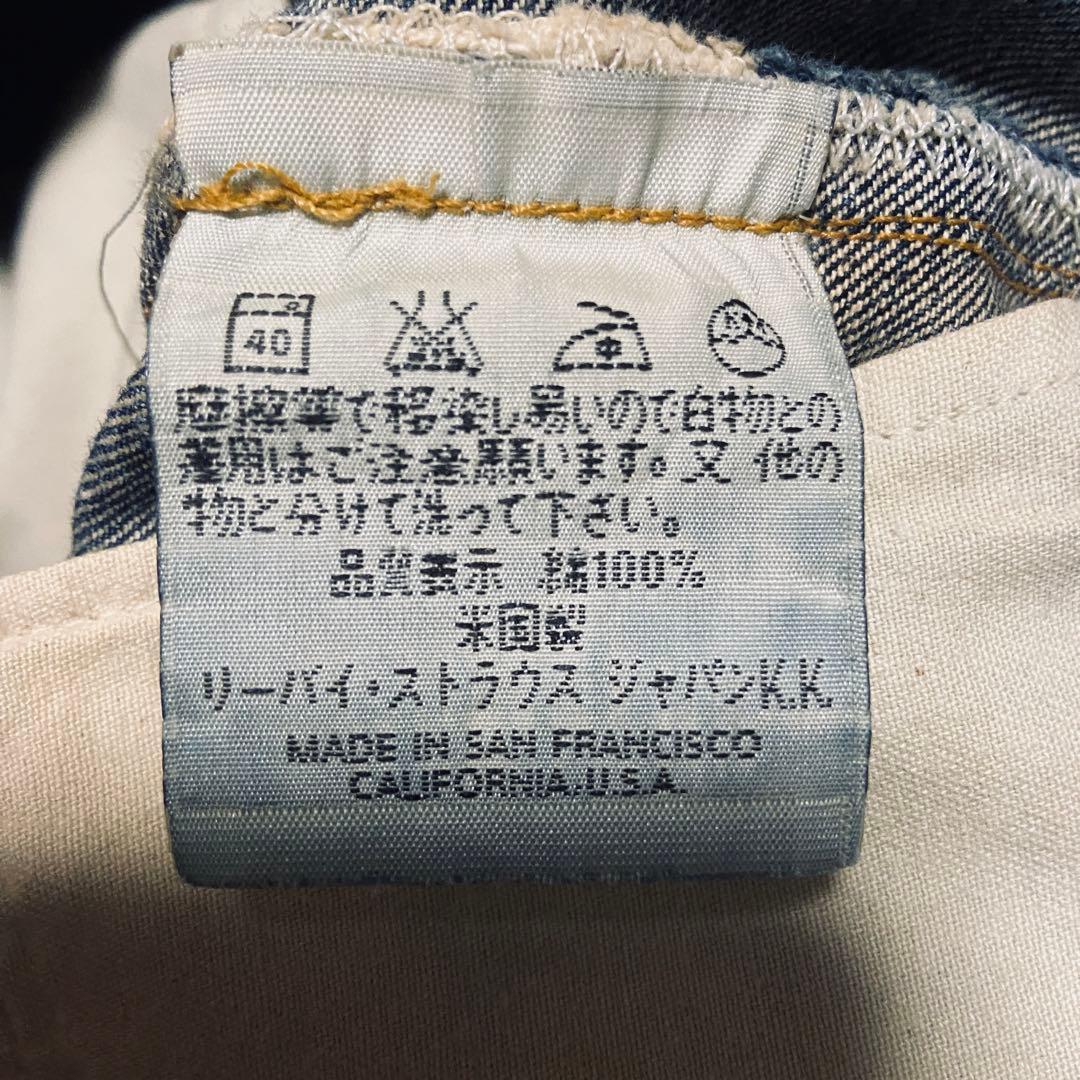 40
中
摩擦等で移染し易いので白物との
着用はご注意願います。又 他の
物と分けて洗って下さい。
品質表示 綿100%
米国製
リーバイ・ストラウス ジャパンK.K.
MADE IN SAN FRANCISCO
CALIFORNIA,U.S.A.